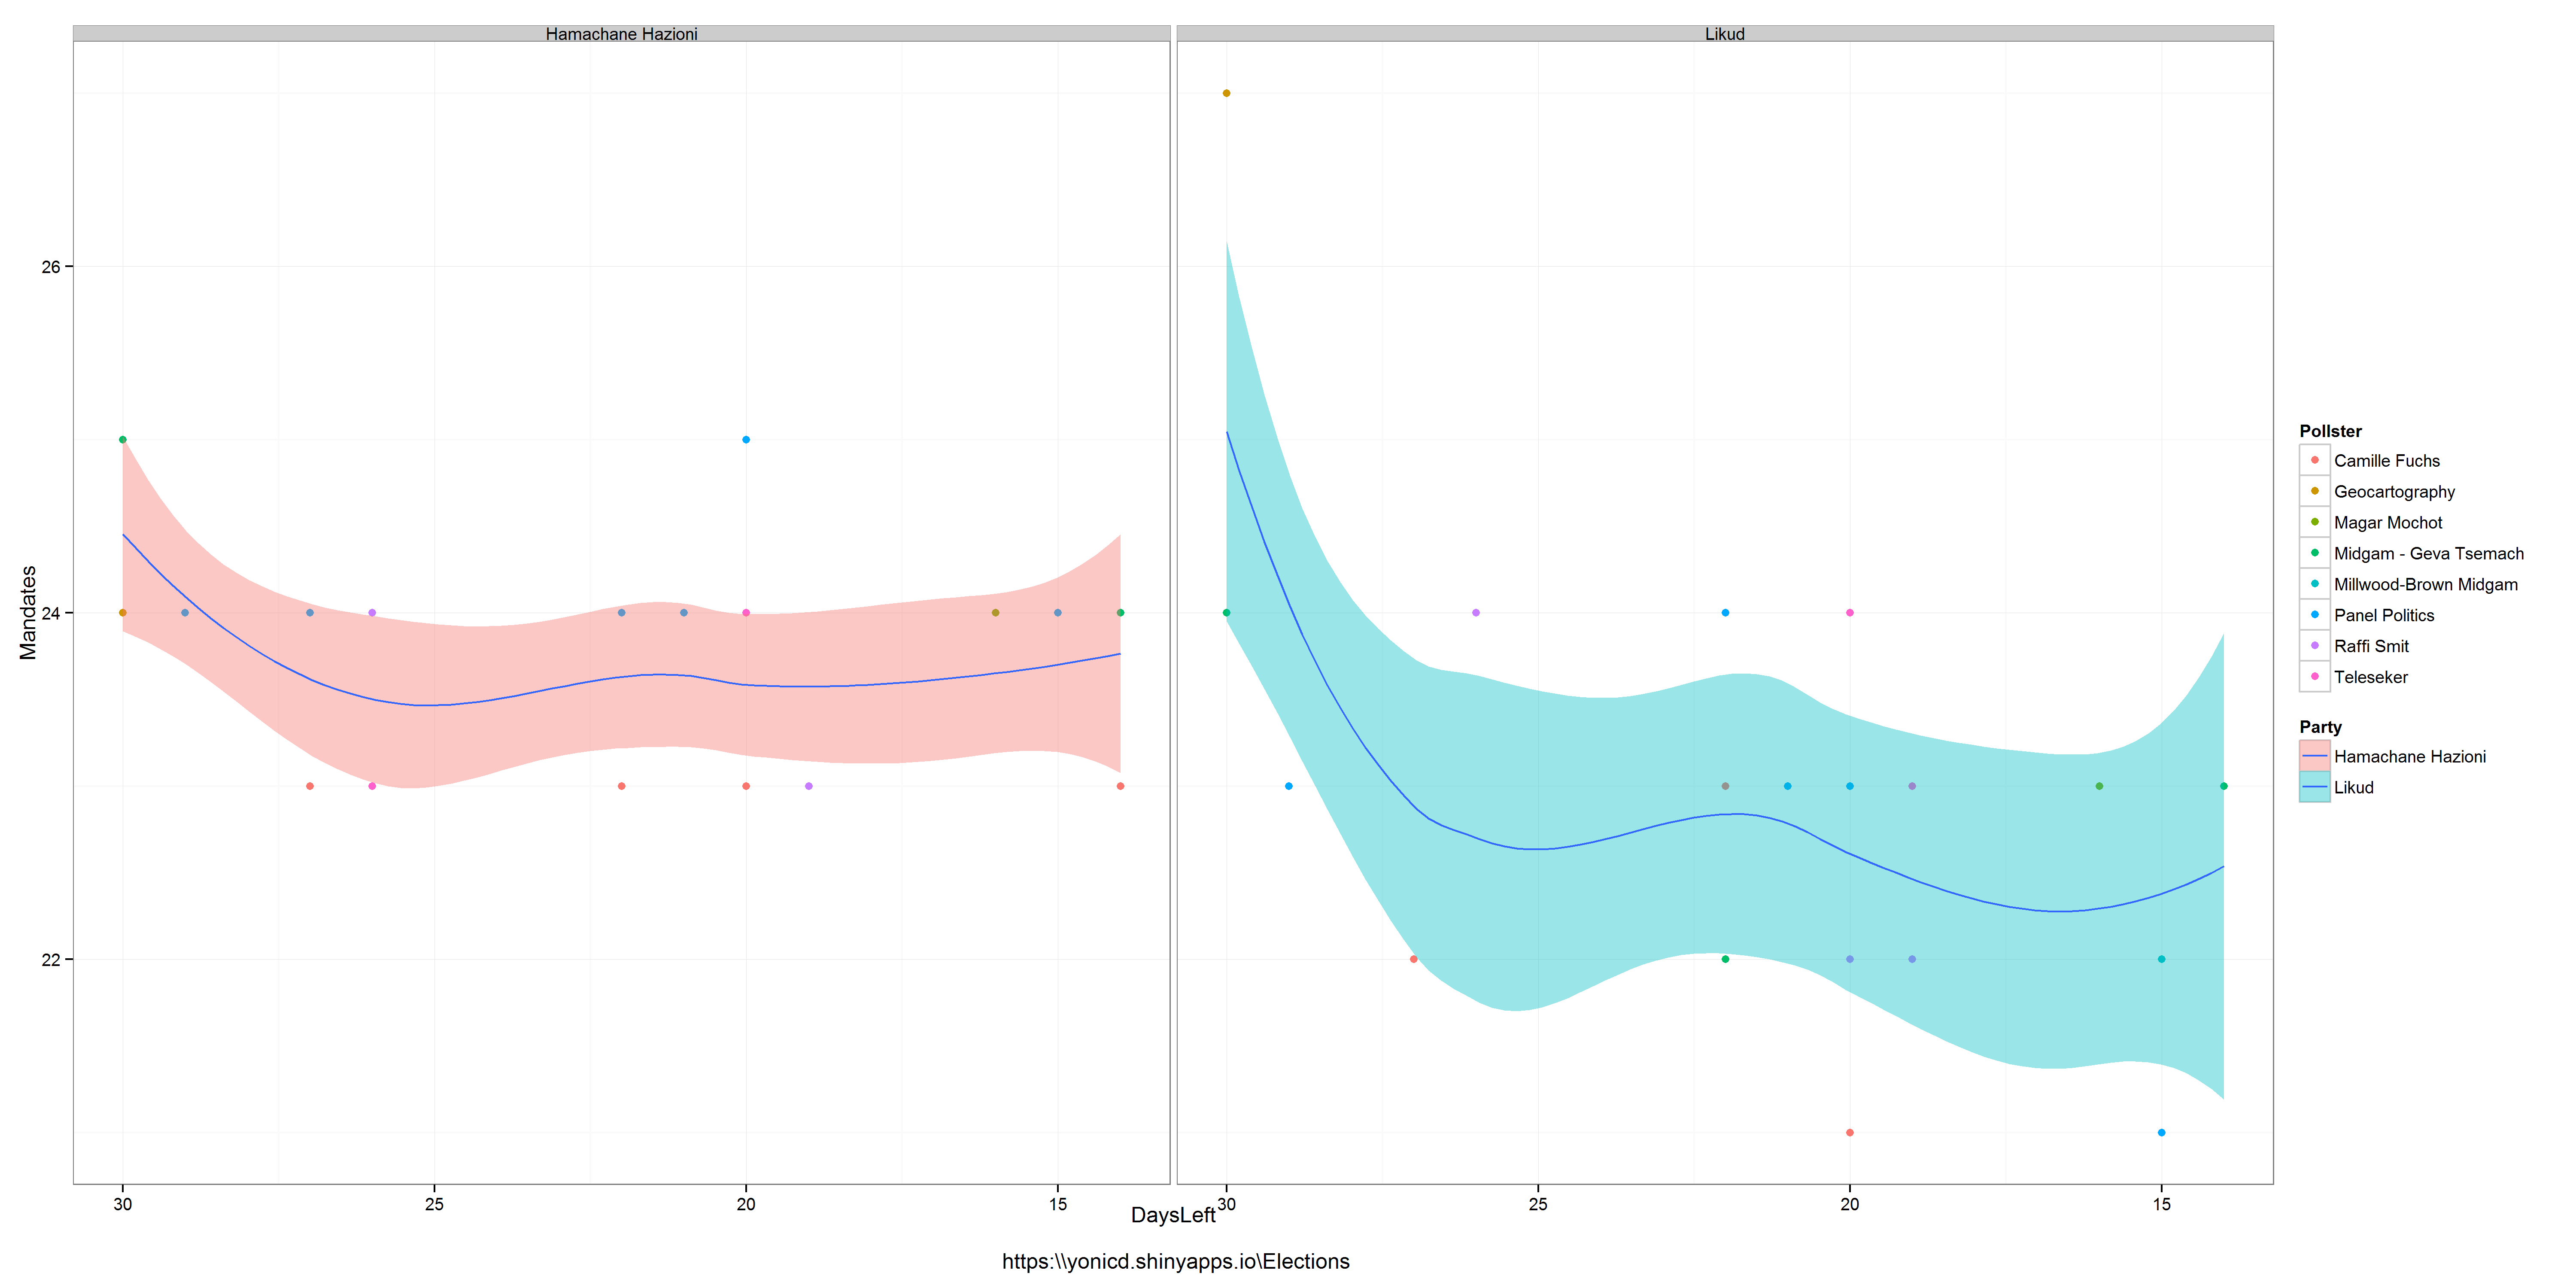 Hamachane Hazioni
Likud
Mandates
26
24
22
30
25
20
15
30
25
20
15
DaysLeft
https:\\yonicd.shinyapps.io\Elections
Pollster
Camille Fuchs
Geocartography
Magar Mochot
Midgam - Geva Tsemach
Millwood-Brown Midgam
Panel Politics
Raffi Smit
Teleseker
Party
Hamachane Hazioni
Likud